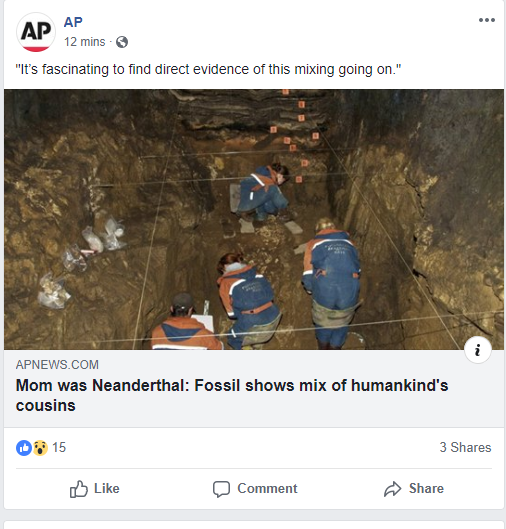 AP
AP
12 mins ·
"It's fascinating to find direct evidence of this mixing going on."
APNEWS.COM
Mom was Neanderthal: Fossil shows mix of humankind's
cousins
i
15
3 Shares
Like
Comment
Share